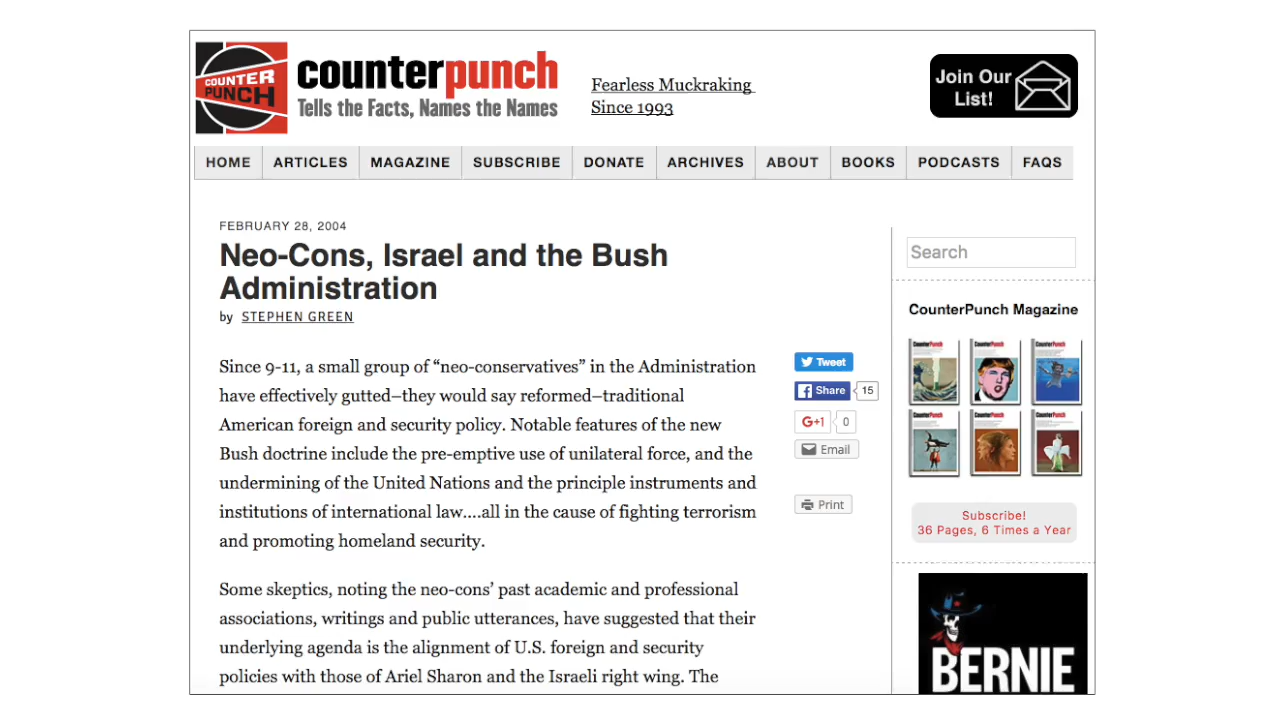 COUNTER
PUNCH
counterpunch
Tells the Facts, Names the Names
Fearless Muckraking
Since 1993
Join Our
List!
HOME
ARTICLES
MAGAZINE
SUBSCRIBE
DONATE
ARCHIVES
ABOUT
BOOKS
PODCASTS
FAQS
FEBRUARY 28, 2004
Neo-Cons, Israel and the Bush
Administration
by STEPHEN GREEN
Since 9-11, a small group of “neo-conservatives” in the Administration
have effectively gutted–they would say reformed–traditional
American foreign and security policy. Notable features of the new
Bush doctrine include the pre-emptive use of unilateral force, and the
undermining of the United Nations and the principle instruments and
institutions of international law….all in the cause of fighting terrorism
and promoting homeland security.
Some skeptics, noting the neo-cons’ past academic and professional
associations, writings and public utterances, have suggested that their
underlying agenda is the alignment of U.S. foreign and security
policies with those of Ariel Sharon and the Israeli right wing. The
Tweet
Share 15
G+1 0
Email
Print
Search
CounterPunch Magazine
CounterPunch
CounterPunch
CounterPunch
CounterPunch
CounterPunch
CounterPunch
Subscribe!
36 Pages, 6 Times a Year
BERNIE